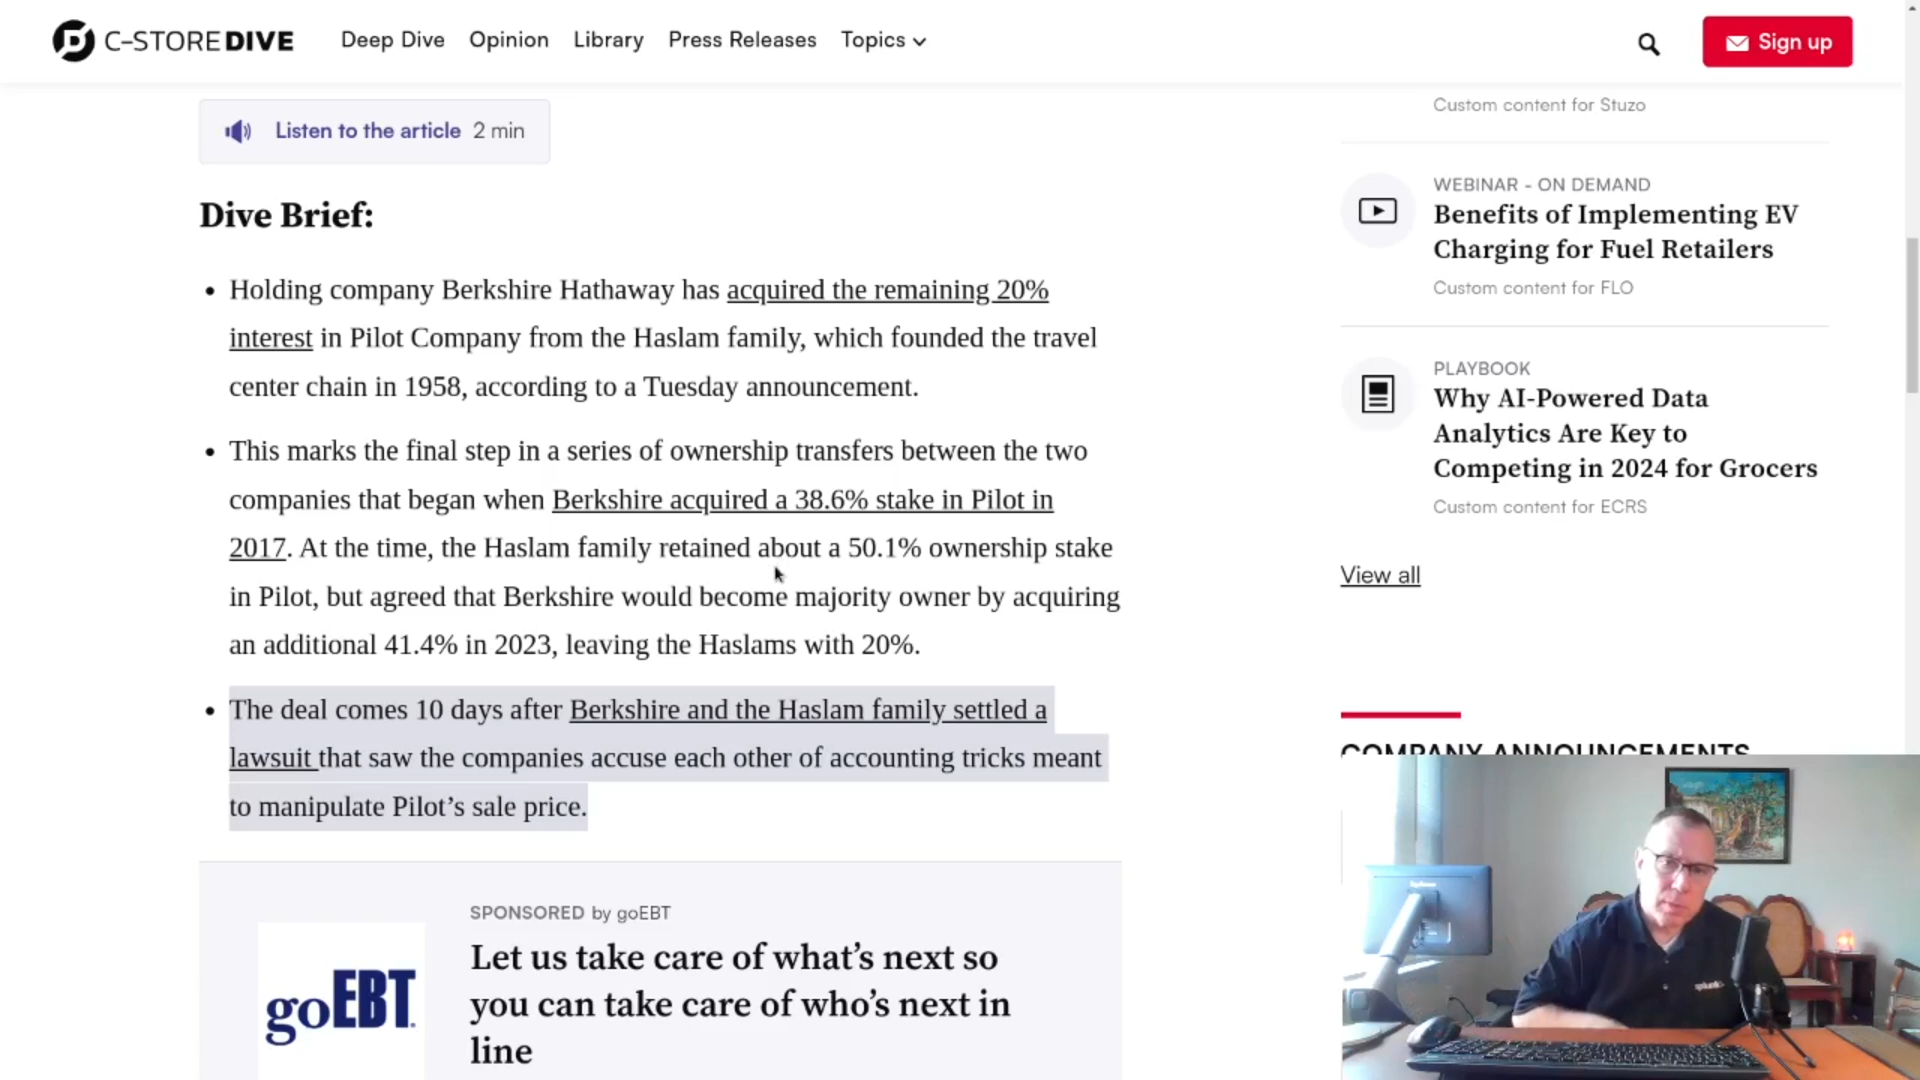 C-STORE DIVE
Deep Dive
Opinion
Library
Press Releases
Topics
Sign up
Listen to the article 2 min
Dive Brief:
Holding company Berkshire Hathaway has acquired the remaining 20%
interest in Pilot Company from the Haslam family, which founded the travel
center chain in 1958, according to a Tuesday announcement.
This marks the final step in a series of ownership transfers between the two
companies that began when Berkshire acquired a 38.6% stake in Pilot in
2017. At the time, the Haslam family retained about a 50.1% ownership stake
in Pilot, but agreed that Berkshire would become majority owner by acquiring
an additional 41.4% in 2023, leaving the Haslams with 20%.
The deal comes 10 days after Berkshire and the Haslam family settled a
lawsuit that saw the companies accuse each other of accounting tricks meant
to manipulate Pilot’s sale price.
goEBT.
SPONSORED by goEBT
Let us take care of what’s next so
you can take care of who’s next in
line
Custom content for Stuzo
WEBINAR - ON DEMAND
Benefits of Implementing EV
Charging for Fuel Retailers
Custom content for FLO
PLAYBOOK
Why AI-Powered Data
Analytics Are Key to
Competing in 2024 for Grocers
Custom content for ECRS
View all
COMPANY ANNOUNCEMENTS
splunk>